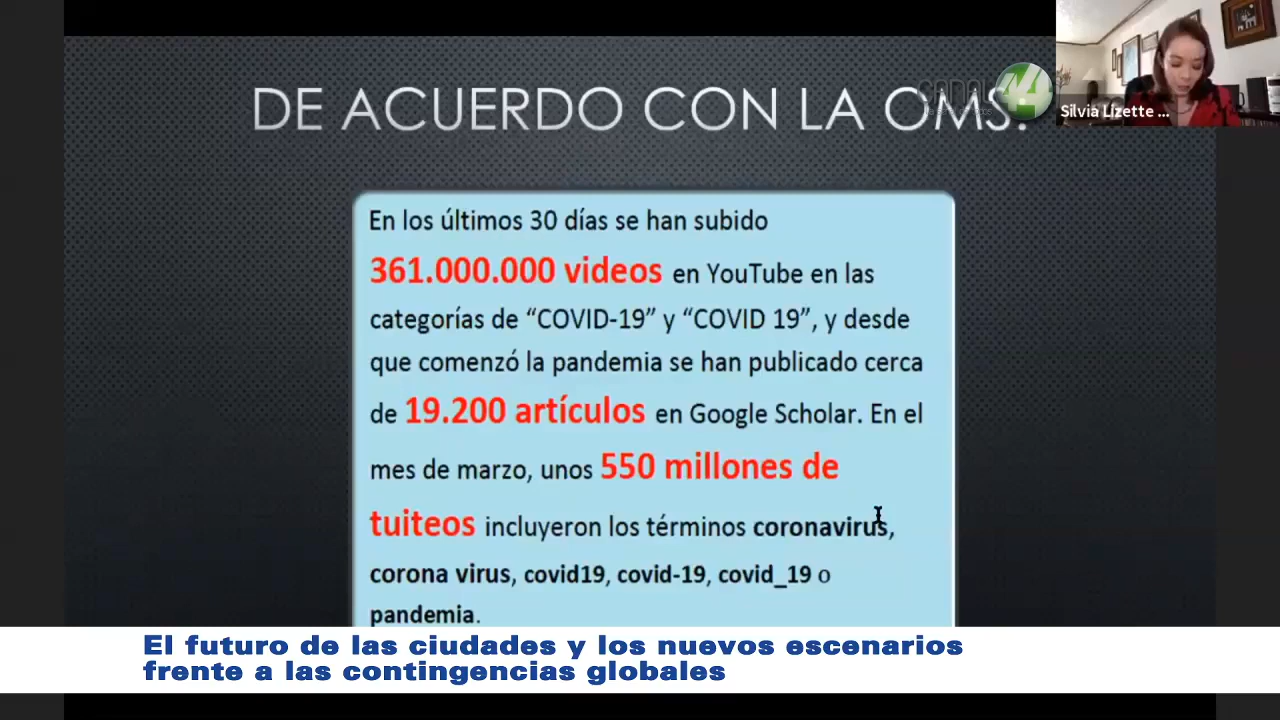 DE ACUERDO CON LA OMS:
CANAL 44
Silvia Lizette ...
En los últimos 30 días se han subido
361.000.000 videos en YouTube en las
categorías de “COVID-19” y “COVID 19”, y desde
que comenzó la pandemia se han publicado cerca
de 19.200 artículos en Google Scholar. En el
mes de marzo, unos 550 millones de
tuiteos incluyeron los términos coronavirus,
corona virus, covid19, covid-19, covid_19 o
pandemia.
El futuro de las ciudades y los nuevos escenarios
frente a las contingencias globales